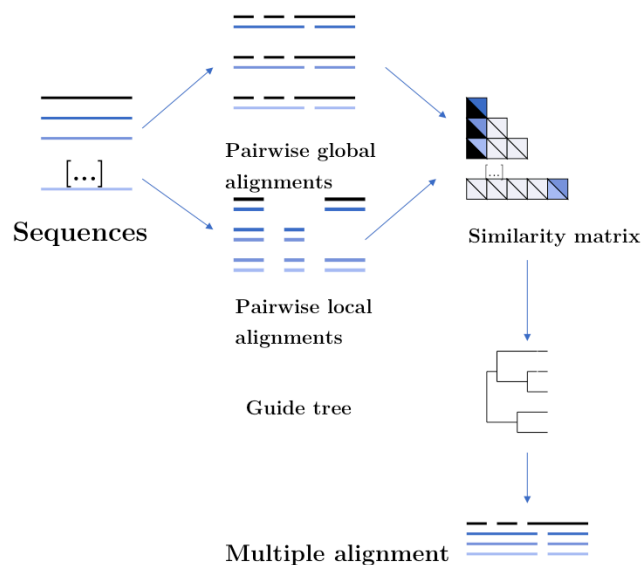 [...]
Sequences
Pairwise global
alignments
Pairwise local
alignments
[...]
Similarity matrix
Guide tree
Multiple alignment